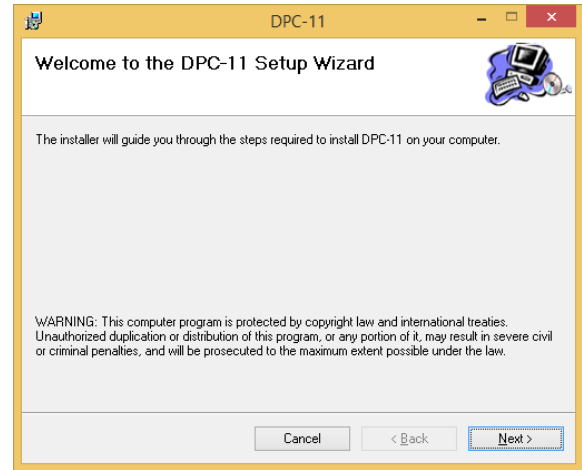 DPC-11
Welcome to the DPC-11 Setup Wizard
The installer will guide you through the steps required to install DPC-11 on your computer.
WARNING: This computer program is protected by copyright law and international treaties.
Unauthorized duplication or distribution of this program, or any portion of it, may result in severe civil
or criminal penalties, and will be prosecuted to the maximum extent possible under the law.
Cancel < Back Next >